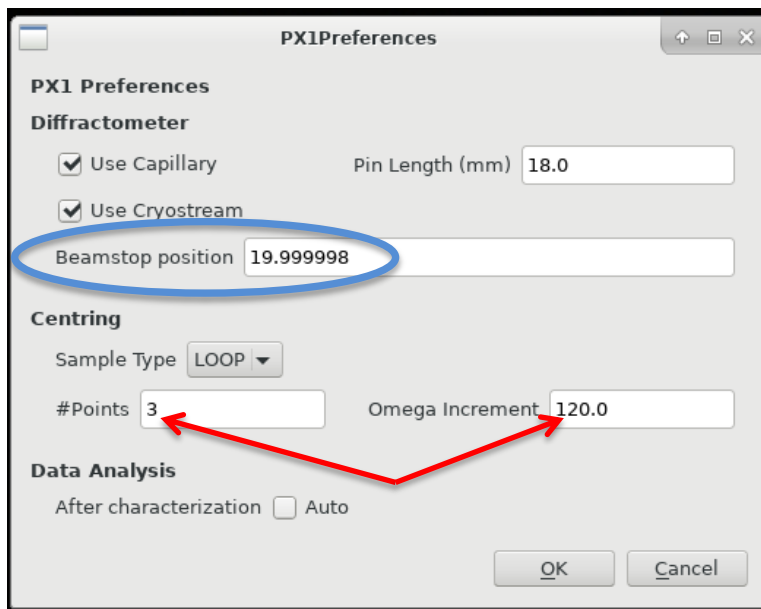 PX1Preferences
PX1 Preferences
Diffractometer
Use Capillary Pin Length (mm) 18.0
Use Cryostream
Beamstop position 19.999998
Centring
Sample Type LOOP
#Points 3 Omega Increment 120.0
Data Analysis
After characterization Auto
OK Cancel